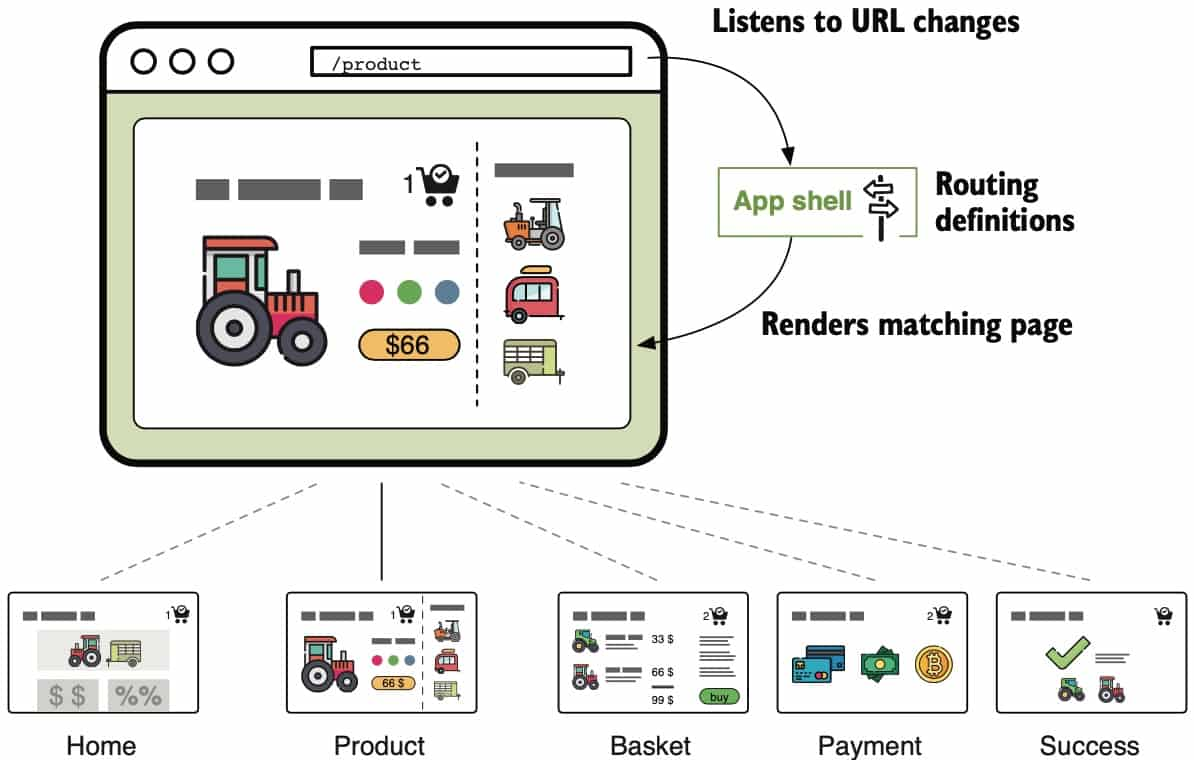 Listens to URL changes
/product
1
App shell
Routing
definitions
$66
Renders matching page
1
$ $
%%
1
66 $
2
33 $
66 $
99 $
buy
2
Home
Product
Basket
Payment
Success